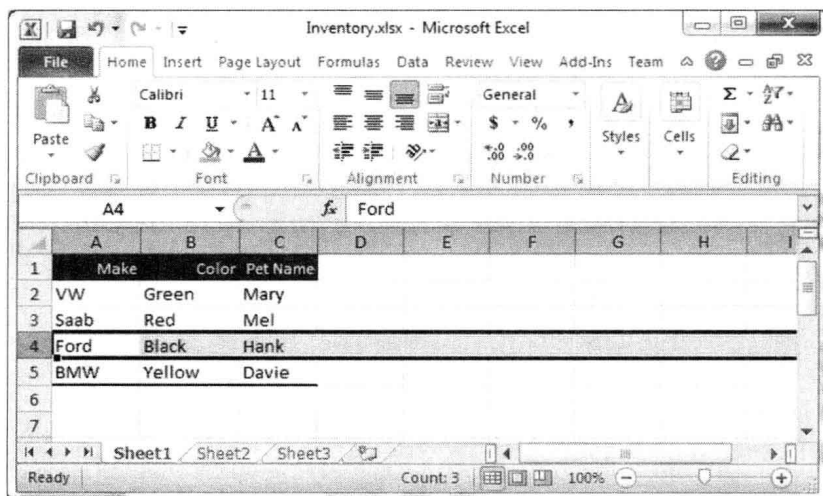 Inventory.xlsx - Microsoft Excel
File Home Insert Page Layout Formulas Data Review View Add-Ins Team
Calibri 11 General
Paste B I U A A $ % , Styles Cells Σ
.00 .00
Clipboard Font Alignment Number Editing
A4 fx Ford
A B C D E F G H I
1 Make Color Pet Name
2 VW Green Mary
3 Saab Red Mel
4 Ford Black Hank
5 BMW Yellow Davie
6
7
Sheet1 Sheet2 Sheet3
Ready Count: 3 100%